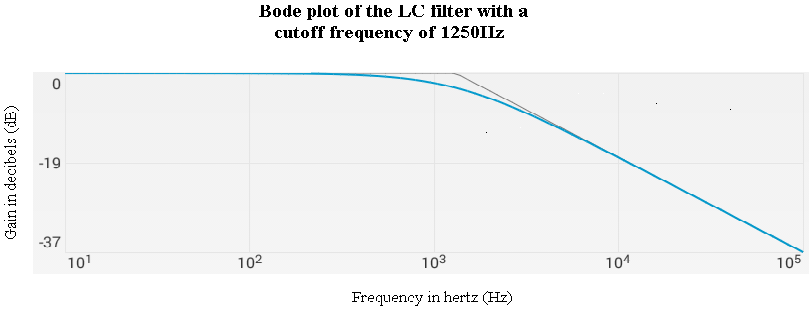 Bode plot of the LC filter with a
cutoff frequency of 1250Hz
Gain in decibels (dB)
0
-19
-37
10¹ 10² 10³ 10⁴ 10⁵
Frequency in hertz (Hz)